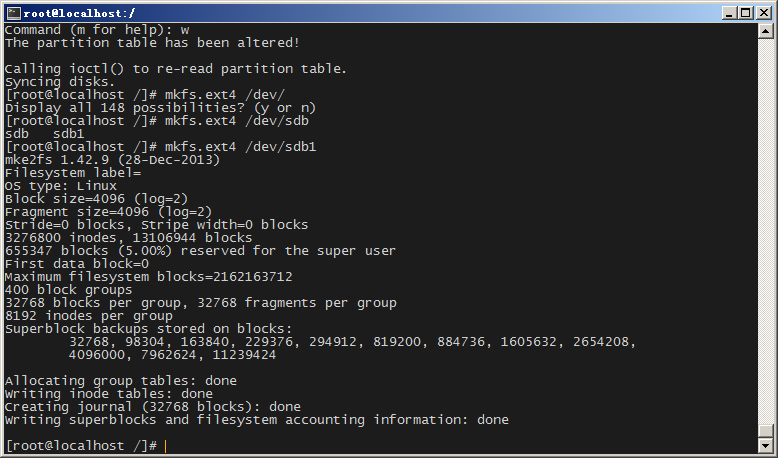 root@localhost:/
Command (m for help): w
The partition table has been altered!
Calling ioctl() to re-read partition table.
Syncing disks.
[root@localhost /]# mkfs.ext4 /dev/
Display all 148 possibilities? (y or n)
[root@localhost /]# mkfs.ext4 /dev/sdb
sdb   sdb1
[root@localhost /]# mkfs.ext4 /dev/sdb1
mke2fs 1.42.9 (28-Dec-2013)
Filesystem label=
OS type: Linux
Block size=4096 (log=2)
Fragment size=4096 (log=2)
Stride=0 blocks, Stripe width=0 blocks
3276800 inodes, 13106944 blocks
655347 blocks (5.00%) reserved for the super user
First data block=0
Maximum filesystem blocks=2162163712
400 block groups
32768 blocks per group, 32768 fragments per group
8192 inodes per group
Superblock backups stored on blocks:
        32768, 98304, 163840, 229376, 294912, 819200, 884736, 1605632, 2654208,
        4096000, 7962624, 11239424
Allocating group tables: done
Writing inode tables: done
Creating journal (32768 blocks): done
Writing superblocks and filesystem accounting information: done
[root@localhost /]#